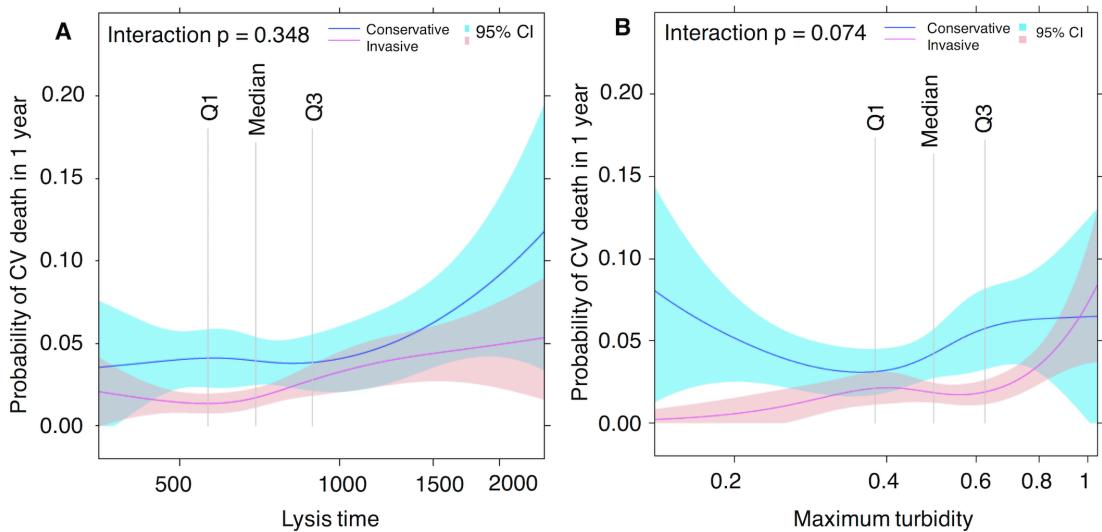 A
Interaction p = 0.348
Conservative
Invasive
95% CI
Probability of CV death in 1 year
0.20
0.15
0.10
0.05
0.00
Q1
Median
Q3
500
1000
1500
2000
Lysis time
B
Interaction p = 0.074
Conservative
Invasive
95% CI
Probability of CV death in 1 year
0.20
0.15
0.10
0.05
0.00
Q1
Median
Q3
0.2
0.4
0.6
0.8
1
Maximum turbidity